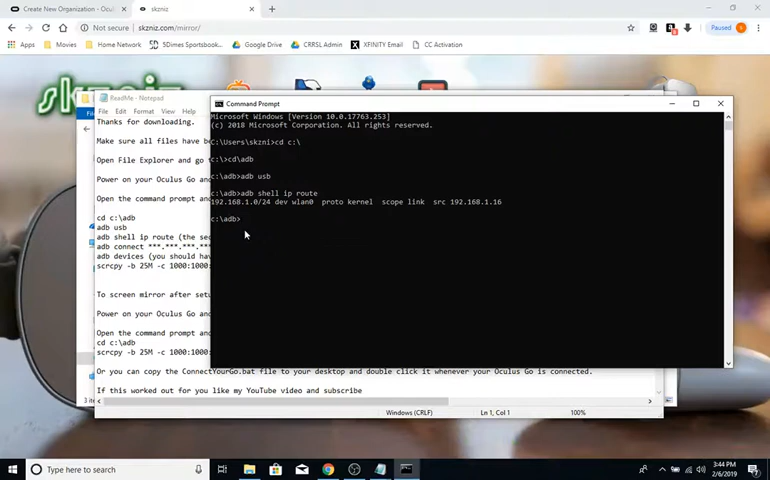 Create New Organization - Ocul
skzniz
Not secure | skzniz.com/mirror/
Paused
Apps
Movies
Home Network
5Dimes Sportsbook...
Google Drive
CRRSL Admin
XFINITY Email
CC Activation
skzniz
ReadMe - Notepad
File Edit Format View Help
Thanks for downloading.
Make sure all files have be
Open File Explorer and go t
Power on your Oculus Go and
Open the command prompt and
cd c:\adb
adb usb
adb shell ip route (the sec
adb connect ***.***.***.***
adb devices (you should hav
scrcpy -b 25M -c 1000:1000:
To screen mirror after setu
Power on your Oculus Go and
Open the command prompt and
cd c:\adb
scrcpy -b 25M -c 1000:1000:
Or you can copy the ConnectYourGo.bat file to your desktop and double click it whenever your Oculus Go is connected.
If this worked out for you like my YouTube video and subscribe
Windows (CRLF)
Ln 1, Col 1
100%
Command Prompt
Microsoft Windows [Version 10.0.17763.253]
(c) 2018 Microsoft Corporation. All rights reserved.
C:\Users\skzni>cd c:\
c:\>cd\adb
c:\adb>adb usb
c:\adb>adb shell ip route
192.168.1.0/24 dev wlan0 proto kernel scope link src 192.168.1.16
c:\adb>
Type here to search
3:44 PM
2/6/2019